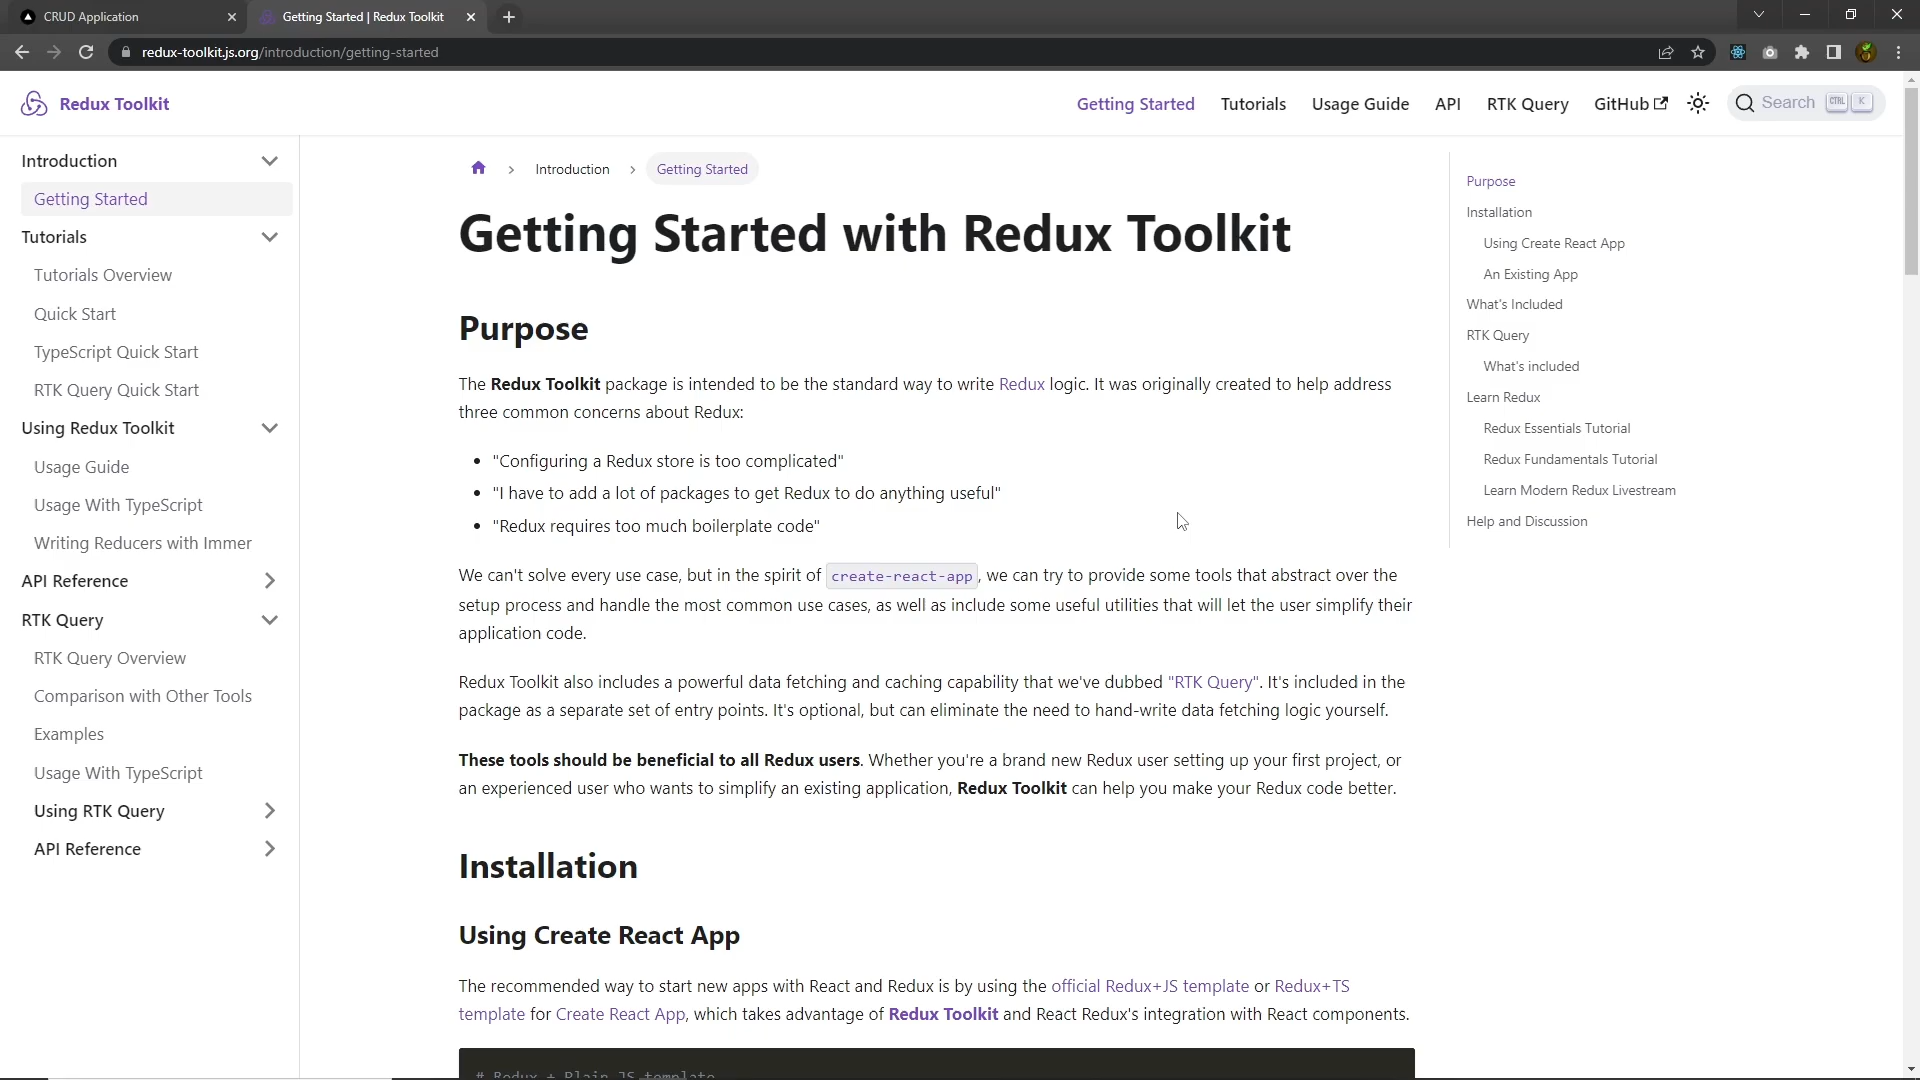 CRUD Application
Getting Started | Redux Toolkit
redux-toolkit.js.org/introduction/getting-started
Redux Toolkit
Getting Started
Tutorials
Usage Guide
API
RTK Query
GitHub
Search
CTRL
K
Introduction
Getting Started
Tutorials
Tutorials Overview
Quick Start
TypeScript Quick Start
RTK Query Quick Start
Using Redux Toolkit
Usage Guide
Usage With TypeScript
Writing Reducers with Immer
API Reference
RTK Query
RTK Query Overview
Comparison with Other Tools
Examples
Usage With TypeScript
Using RTK Query
API Reference
Introduction
Getting Started
Getting Started with Redux Toolkit
Purpose
The Redux Toolkit package is intended to be the standard way to write Redux logic. It was originally created to help address
three common concerns about Redux:
"Configuring a Redux store is too complicated"
"I have to add a lot of packages to get Redux to do anything useful"
"Redux requires too much boilerplate code"
We can't solve every use case, but in the spirit of create-react-app, we can try to provide some tools that abstract over the
setup process and handle the most common use cases, as well as include some useful utilities that will let the user simplify their
application code.
Redux Toolkit also includes a powerful data fetching and caching capability that we've dubbed "RTK Query". It's included in the
package as a separate set of entry points. It's optional, but can eliminate the need to hand-write data fetching logic yourself.
These tools should be beneficial to all Redux users. Whether you're a brand new Redux user setting up your first project, or
an experienced user who wants to simplify an existing application, Redux Toolkit can help you make your Redux code better.
Installation
Using Create React App
The recommended way to start new apps with React and Redux is by using the official Redux+JS template or Redux+TS
template for Create React App, which takes advantage of Redux Toolkit and React Redux's integration with React components.
# Redux + Plain JS template
Purpose
Installation
Using Create React App
An Existing App
What's Included
RTK Query
What's included
Learn Redux
Redux Essentials Tutorial
Redux Fundamentals Tutorial
Learn Modern Redux Livestream
Help and Discussion